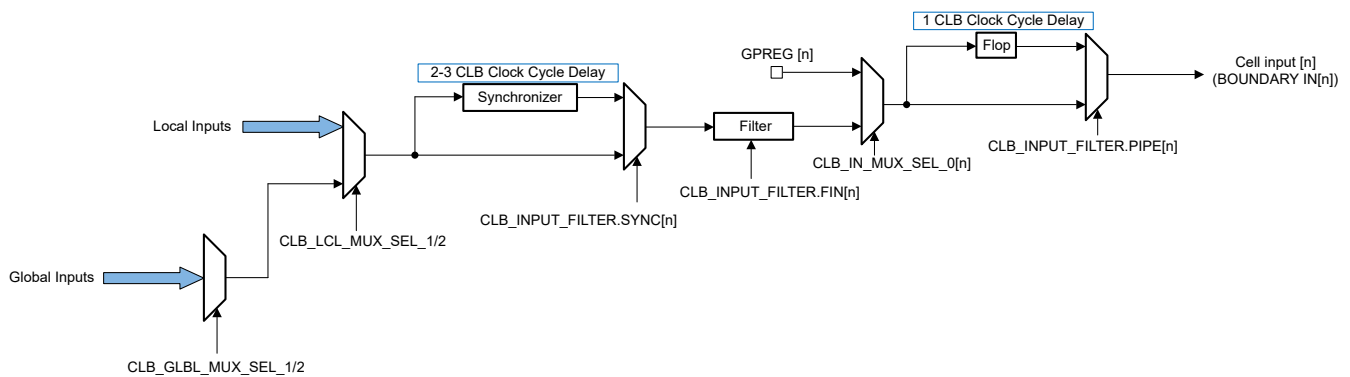 1 CLB Clock Cycle Delay
GPREG [n]
Flop
Cell input [n]
(BOUNDARY IN[n])
2-3 CLB Clock Cycle Delay
Synchronizer
Local Inputs
Filter
CLB_INPUT_FILTER.PIPE[n]
CLB_IN_MUX_SEL_0[n]
CLB_INPUT_FILTER.FIN[n]
CLB_INPUT_FILTER.SYNC[n]
CLB_LCL_MUX_SEL_1/2
Global Inputs
CLB_GLBL_MUX_SEL_1/2